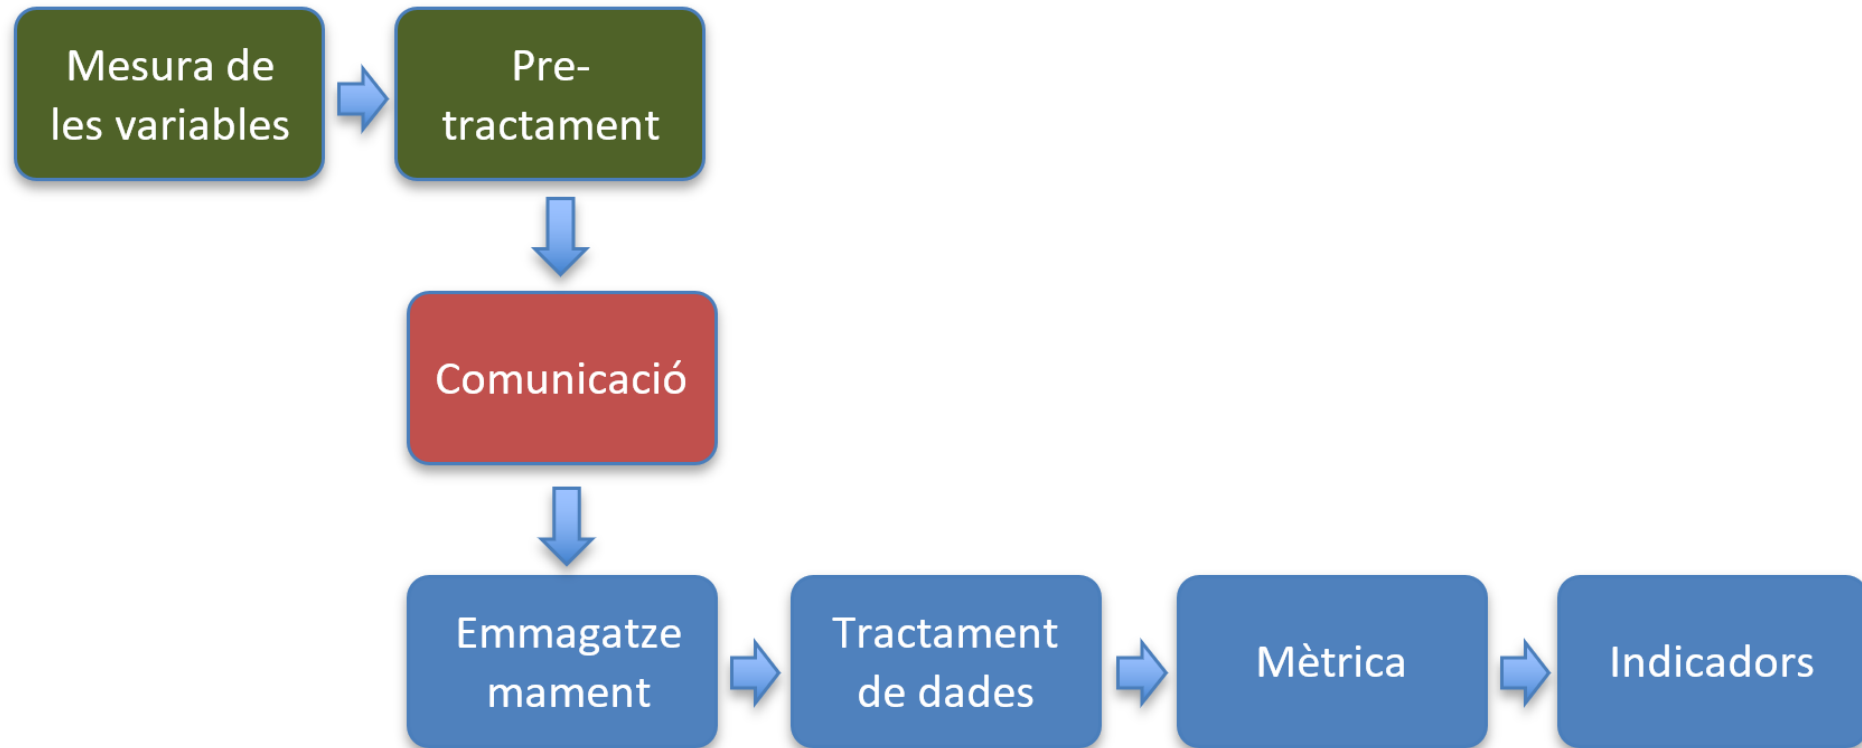 Mesura de
les variables
Pre-
tractament
Comunicació
Emmagatze
mament
Tractament
de dades
Mètrica
Indicadors